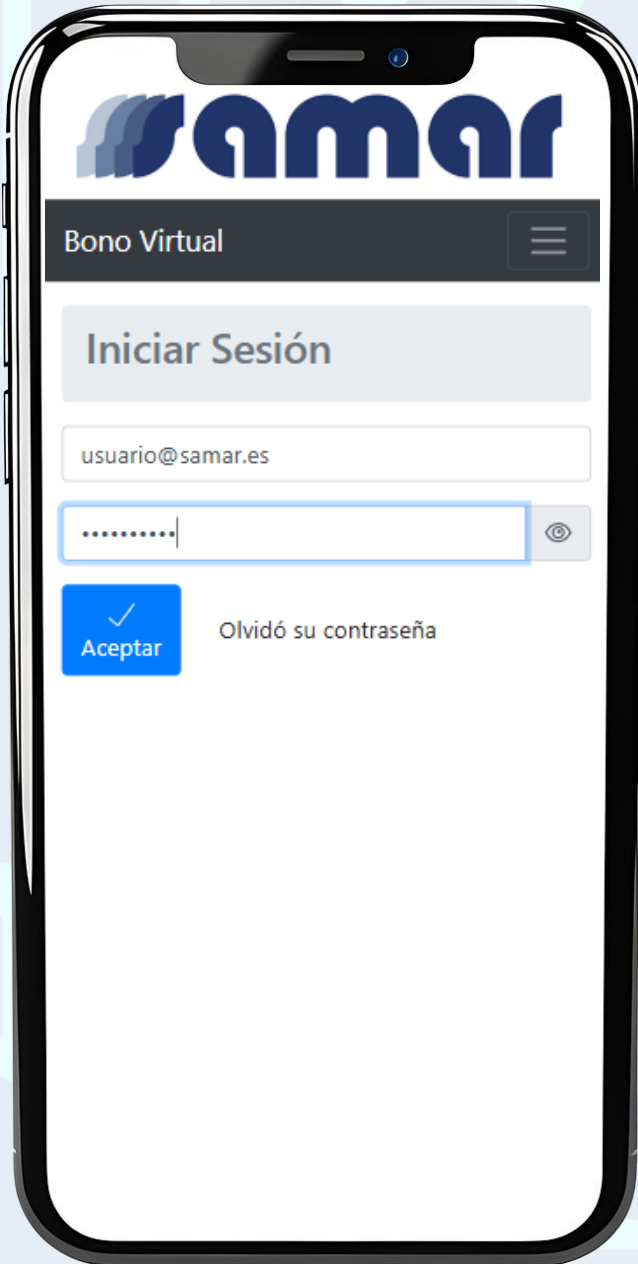 samar
Bono Virtual
Iniciar Sesión
usuario@samar.es
••••••••••
Aceptar
Olvidó su contraseña